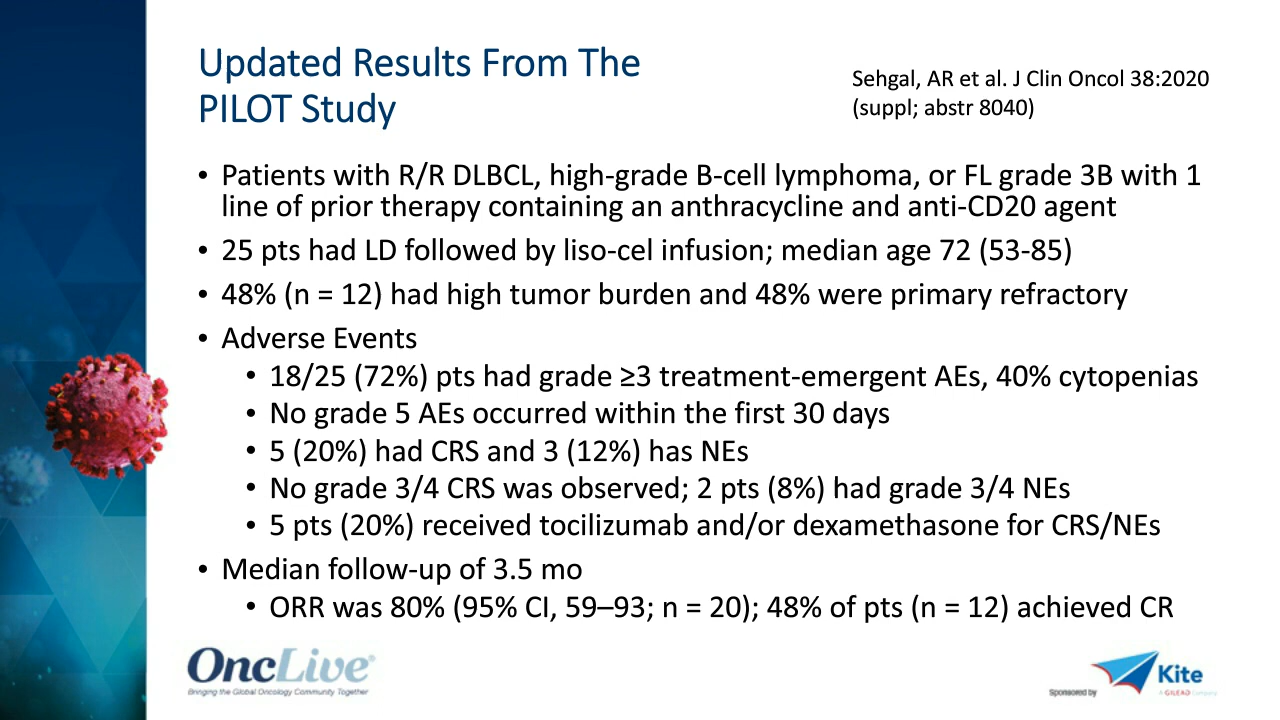 Updated Results From The
PILOT Study
Sehgal, AR et al. J Clin Oncol 38:2020
(suppl; abstr 8040)
• Patients with R/R DLBCL, high-grade B-cell lymphoma, or FL grade 3B with 1
line of prior therapy containing an anthracycline and anti-CD20 agent
• 25 pts had LD followed by liso-cel infusion; median age 72 (53-85)
• 48% (n = 12) had high tumor burden and 48% were primary refractory
• Adverse Events
• 18/25 (72%) pts had grade ≥3 treatment-emergent AEs, 40% cytopenias
• No grade 5 AEs occurred within the first 30 days
• 5 (20%) had CRS and 3 (12%) has NEs
• No grade 3/4 CRS was observed; 2 pts (8%) had grade 3/4 NEs
• 5 pts (20%) received tocilizumab and/or dexamethasone for CRS/NEs
• Median follow-up of 3.5 mo
• ORR was 80% (95% CI, 59–93; n = 20); 48% of pts (n = 12) achieved CR
OncLive®
Bringing the Global Oncology Community Together
Sponsored by
Kite
A GILEAD Company